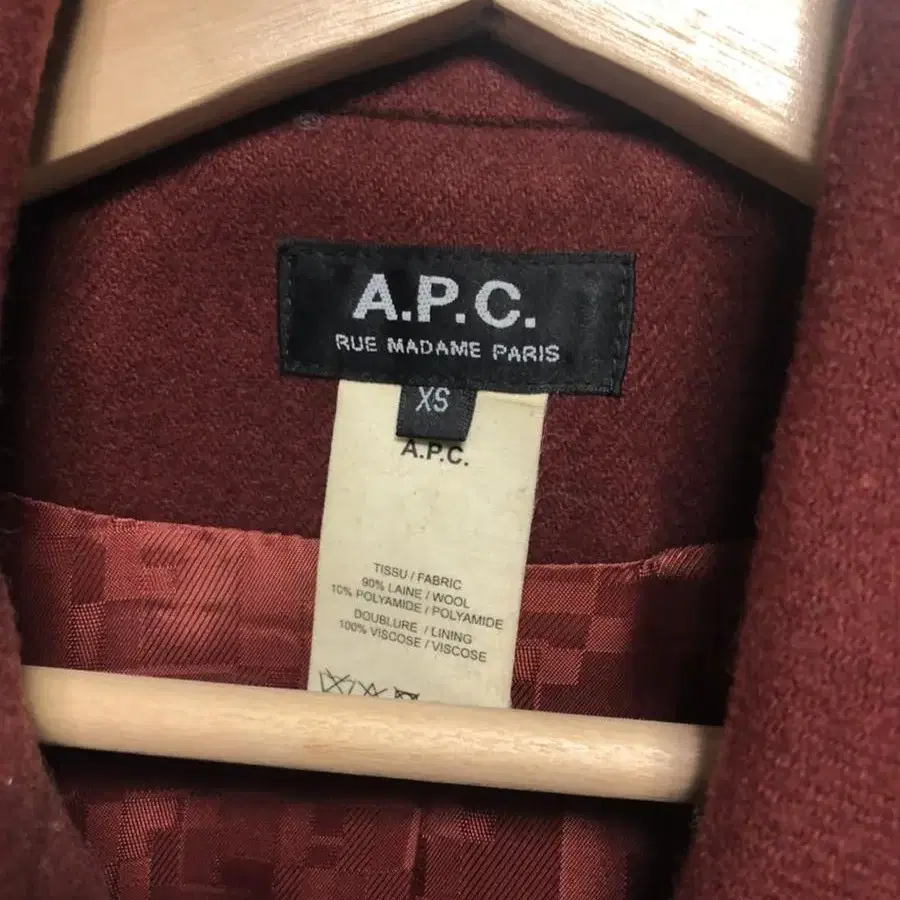 A.P.C.
RUE MADAME PARIS
XS
A.P.C.
TISSU / FABRIC
90% LAINE / WOOL
10% POLYAMIDE / POLYAMIDE
DOUBLURE / LINING
100% VISCOSE / VISCOSE